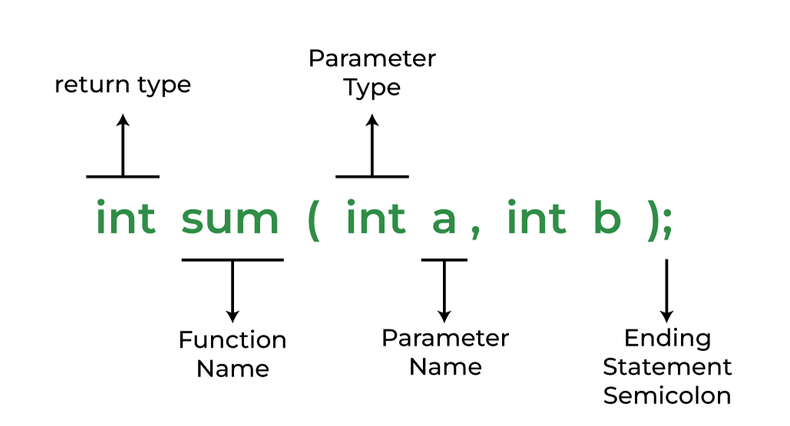 Parameter
Type
return type
int sum ( int a , int b );
Function
Name
Parameter
Name
Ending
Statement
Semicolon